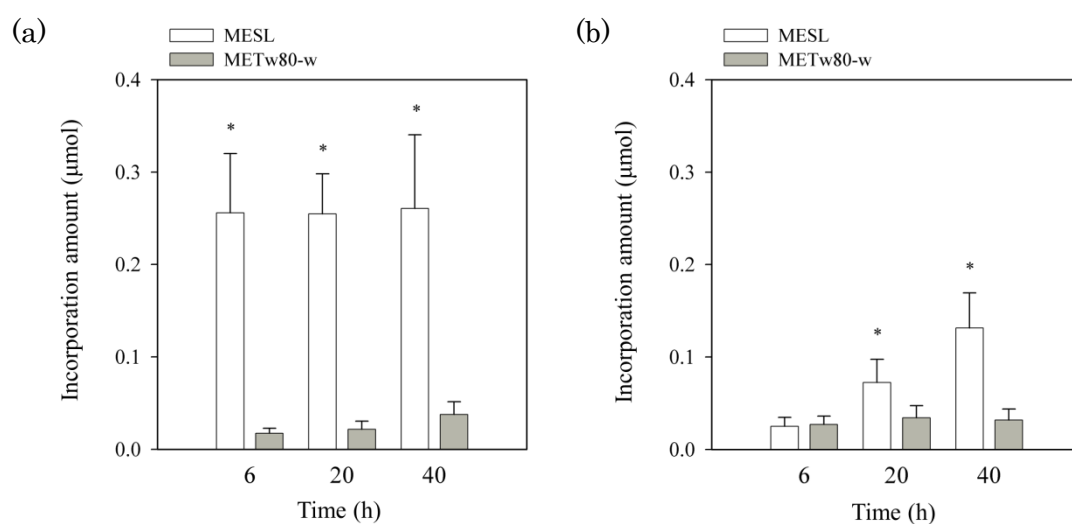 (a)
MESL
METw80-w
Incorporation amount (μmol)
0.4
0.3
0.2
0.1
0.0
*
*
*
6 20 40
Time (h)
(b)
MESL
METw80-w
Incorporation amount (μmol)
0.4
0.3
0.2
0.1
0.0
*
*
6 20 40
Time (h)